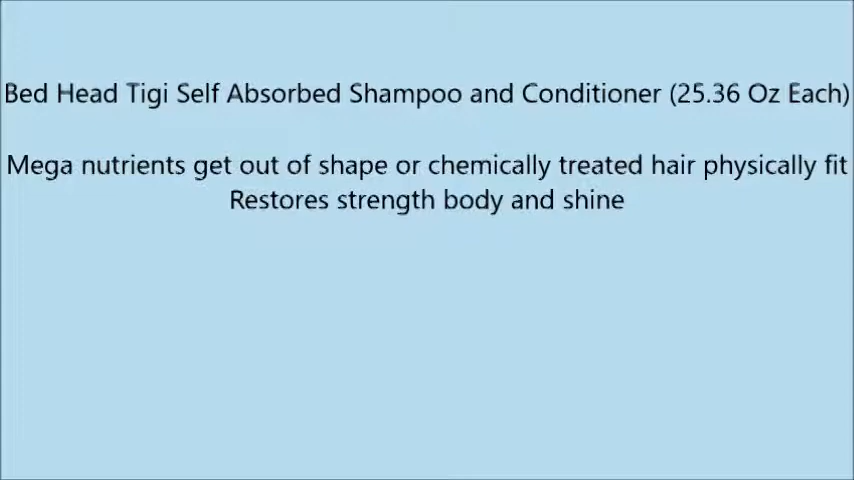 Bed Head Tigi Self Absorbed Shampoo and Conditioner (25.36 Oz Each)
Mega nutrients get out of shape or chemically treated hair physically fit
Restores strength body and shine